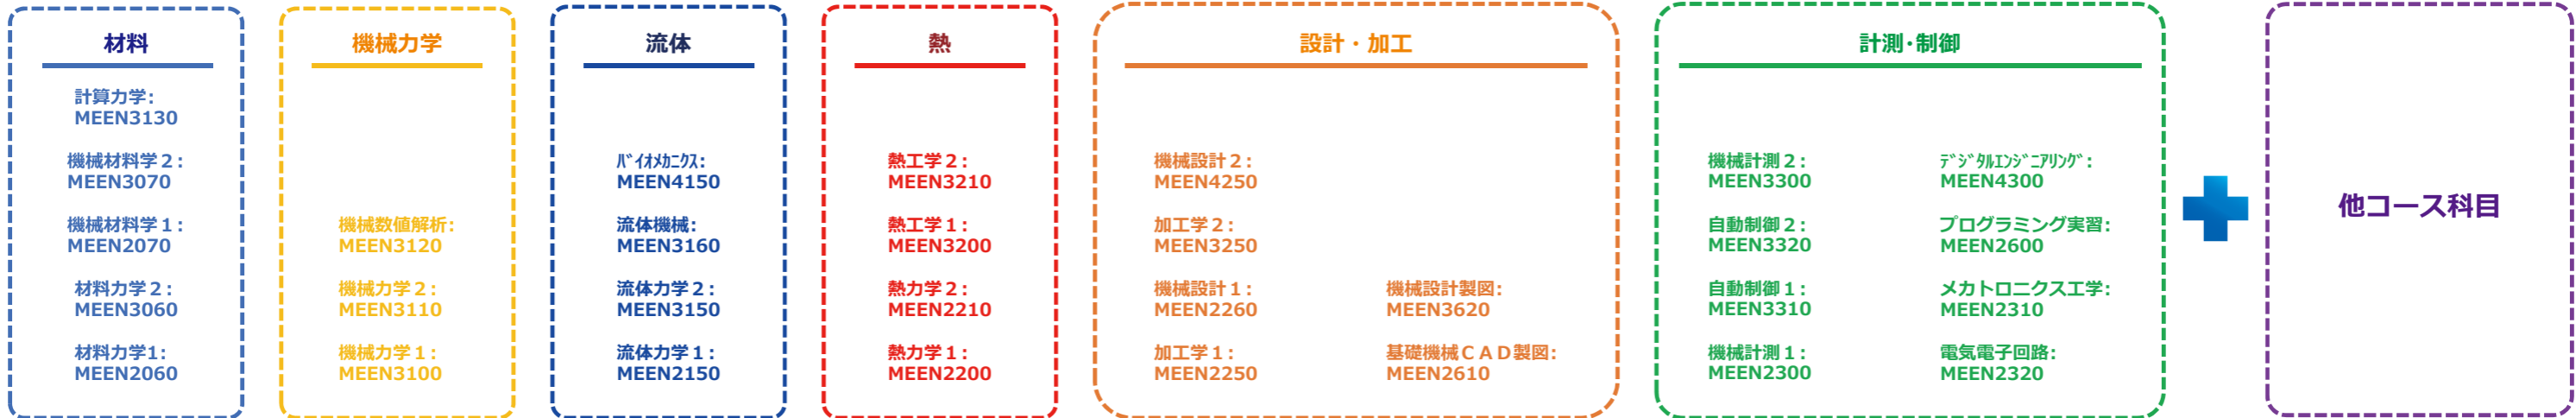 材料
計算力学:
MEEN3130
機械材料学２:
MEEN3070
機械材料学１:
MEEN2070
材料力学２:
MEEN3060
材料力学1:
MEEN2060
機械力学
機械数値解析:
MEEN3120
機械力学２:
MEEN3110
機械力学１:
MEEN3100
流体
ﾊﾞｲｵﾒｶﾆｸｽ:
MEEN4150
流体機械:
MEEN3160
流体力学２:
MEEN3150
流体力学１:
MEEN2150
熱
熱工学２:
MEEN3210
熱工学１:
MEEN3200
熱力学２:
MEEN2210
熱力学１:
MEEN2200
設計・加工
機械設計２:
MEEN4250
加工学２:
MEEN3250
機械設計１:
MEEN2260
加工学１:
MEEN2250
機械設計製図:
MEEN3620
基礎機械ＣＡＤ製図:
MEEN2610
計測･制御
機械計測２:
MEEN3300
自動制御２:
MEEN3320
自動制御１:
MEEN3310
機械計測１:
MEEN2300
ﾃﾞｼﾞﾀﾙｴﾝｼﾞﾆｱﾘﾝｸﾞ:
MEEN4300
プログラミング実習:
MEEN2600
メカトロニクス工学:
MEEN2310
電気電子回路:
MEEN2320
他コース科目